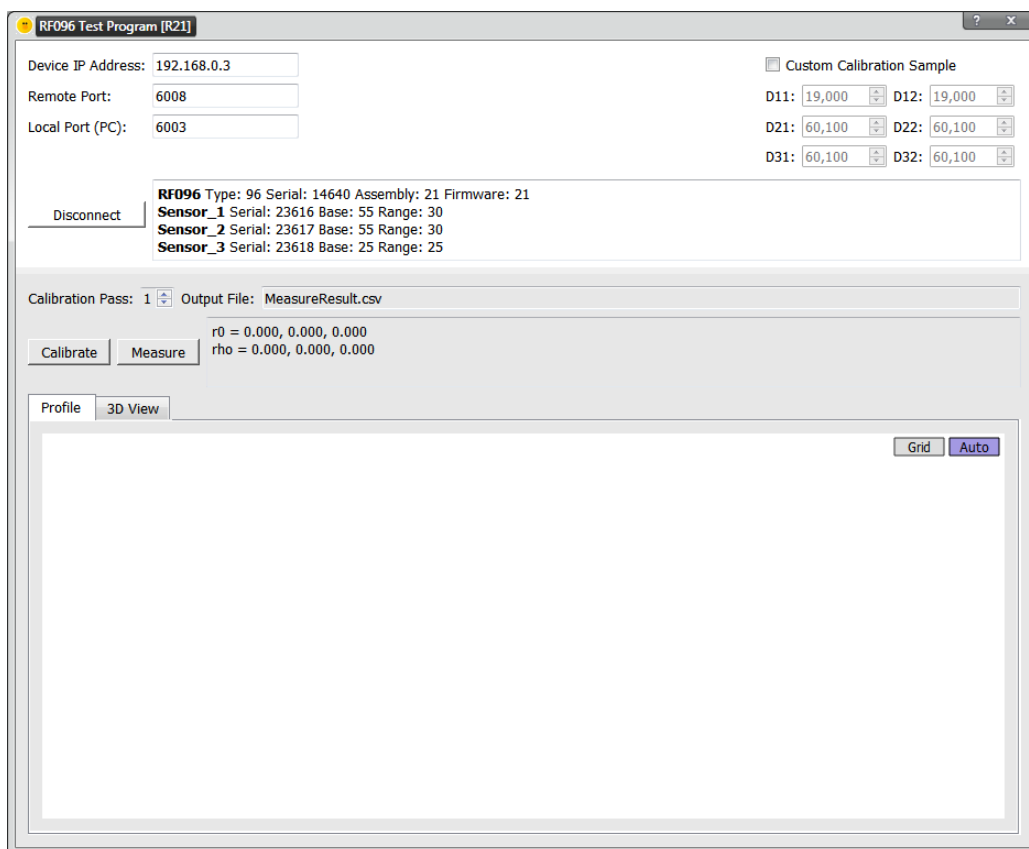 RF096 Test Program [R21]
? x
Device IP Address: 192.168.0.3
Remote Port: 6008
Local Port (PC): 6003
Custom Calibration Sample
D11: 19,000 D12: 19,000
D21: 60,100 D22: 60,100
D31: 60,100 D32: 60,100
Disconnect
RF096 Type: 96 Serial: 14640 Assembly: 21 Firmware: 21
Sensor_1 Serial: 23616 Base: 55 Range: 30
Sensor_2 Serial: 23617 Base: 55 Range: 30
Sensor_3 Serial: 23618 Base: 25 Range: 25
Calibration Pass: 1 Output File: MeasureResult.csv
Calibrate Measure
r0 = 0.000, 0.000, 0.000
rho = 0.000, 0.000, 0.000
Profile 3D View
Grid Auto